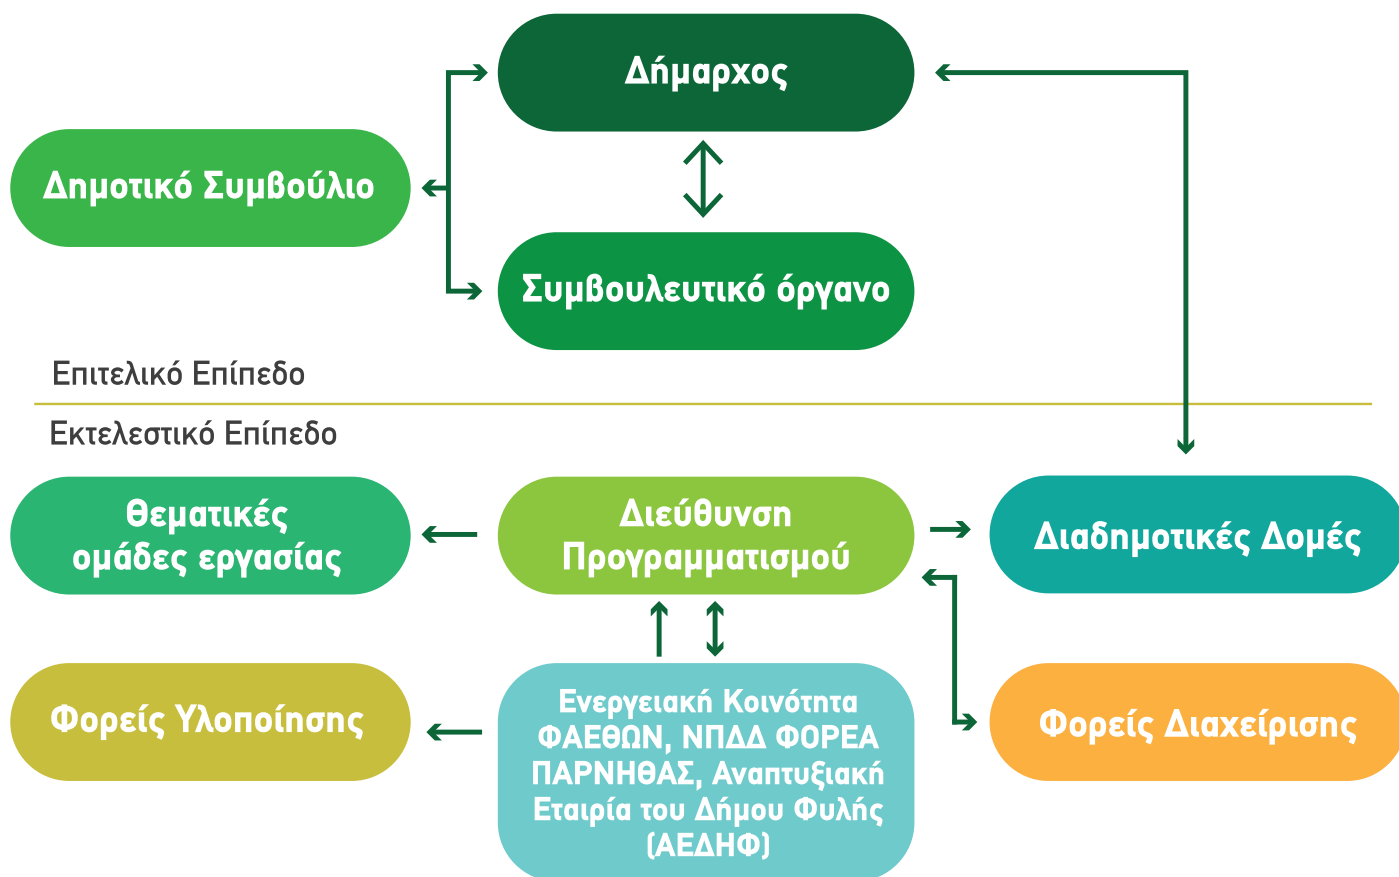 Δήμαρχος
Δημοτικό Συμβούλιο
Συμβουλευτικό όργανο
Επιτελικό Επίπεδο
Εκτελεστικό Επίπεδο
Θεματικές
ομάδες εργασίας
Διεύθυνση
Προγραμματισμού
Διαδημοτικές Δομές
Φορείς Υλοποίησης
Ενεργειακή Κοινότητα
ΦΑΕΘΩΝ, ΝΠΔΔ ΦΟΡΕΑ
ΠΑΡΝΗΘΑΣ, Αναπτυξιακή
Εταιρία του Δήμου Φυλής
(ΑΕΔΗΦ)
Φορείς Διαχείρισης